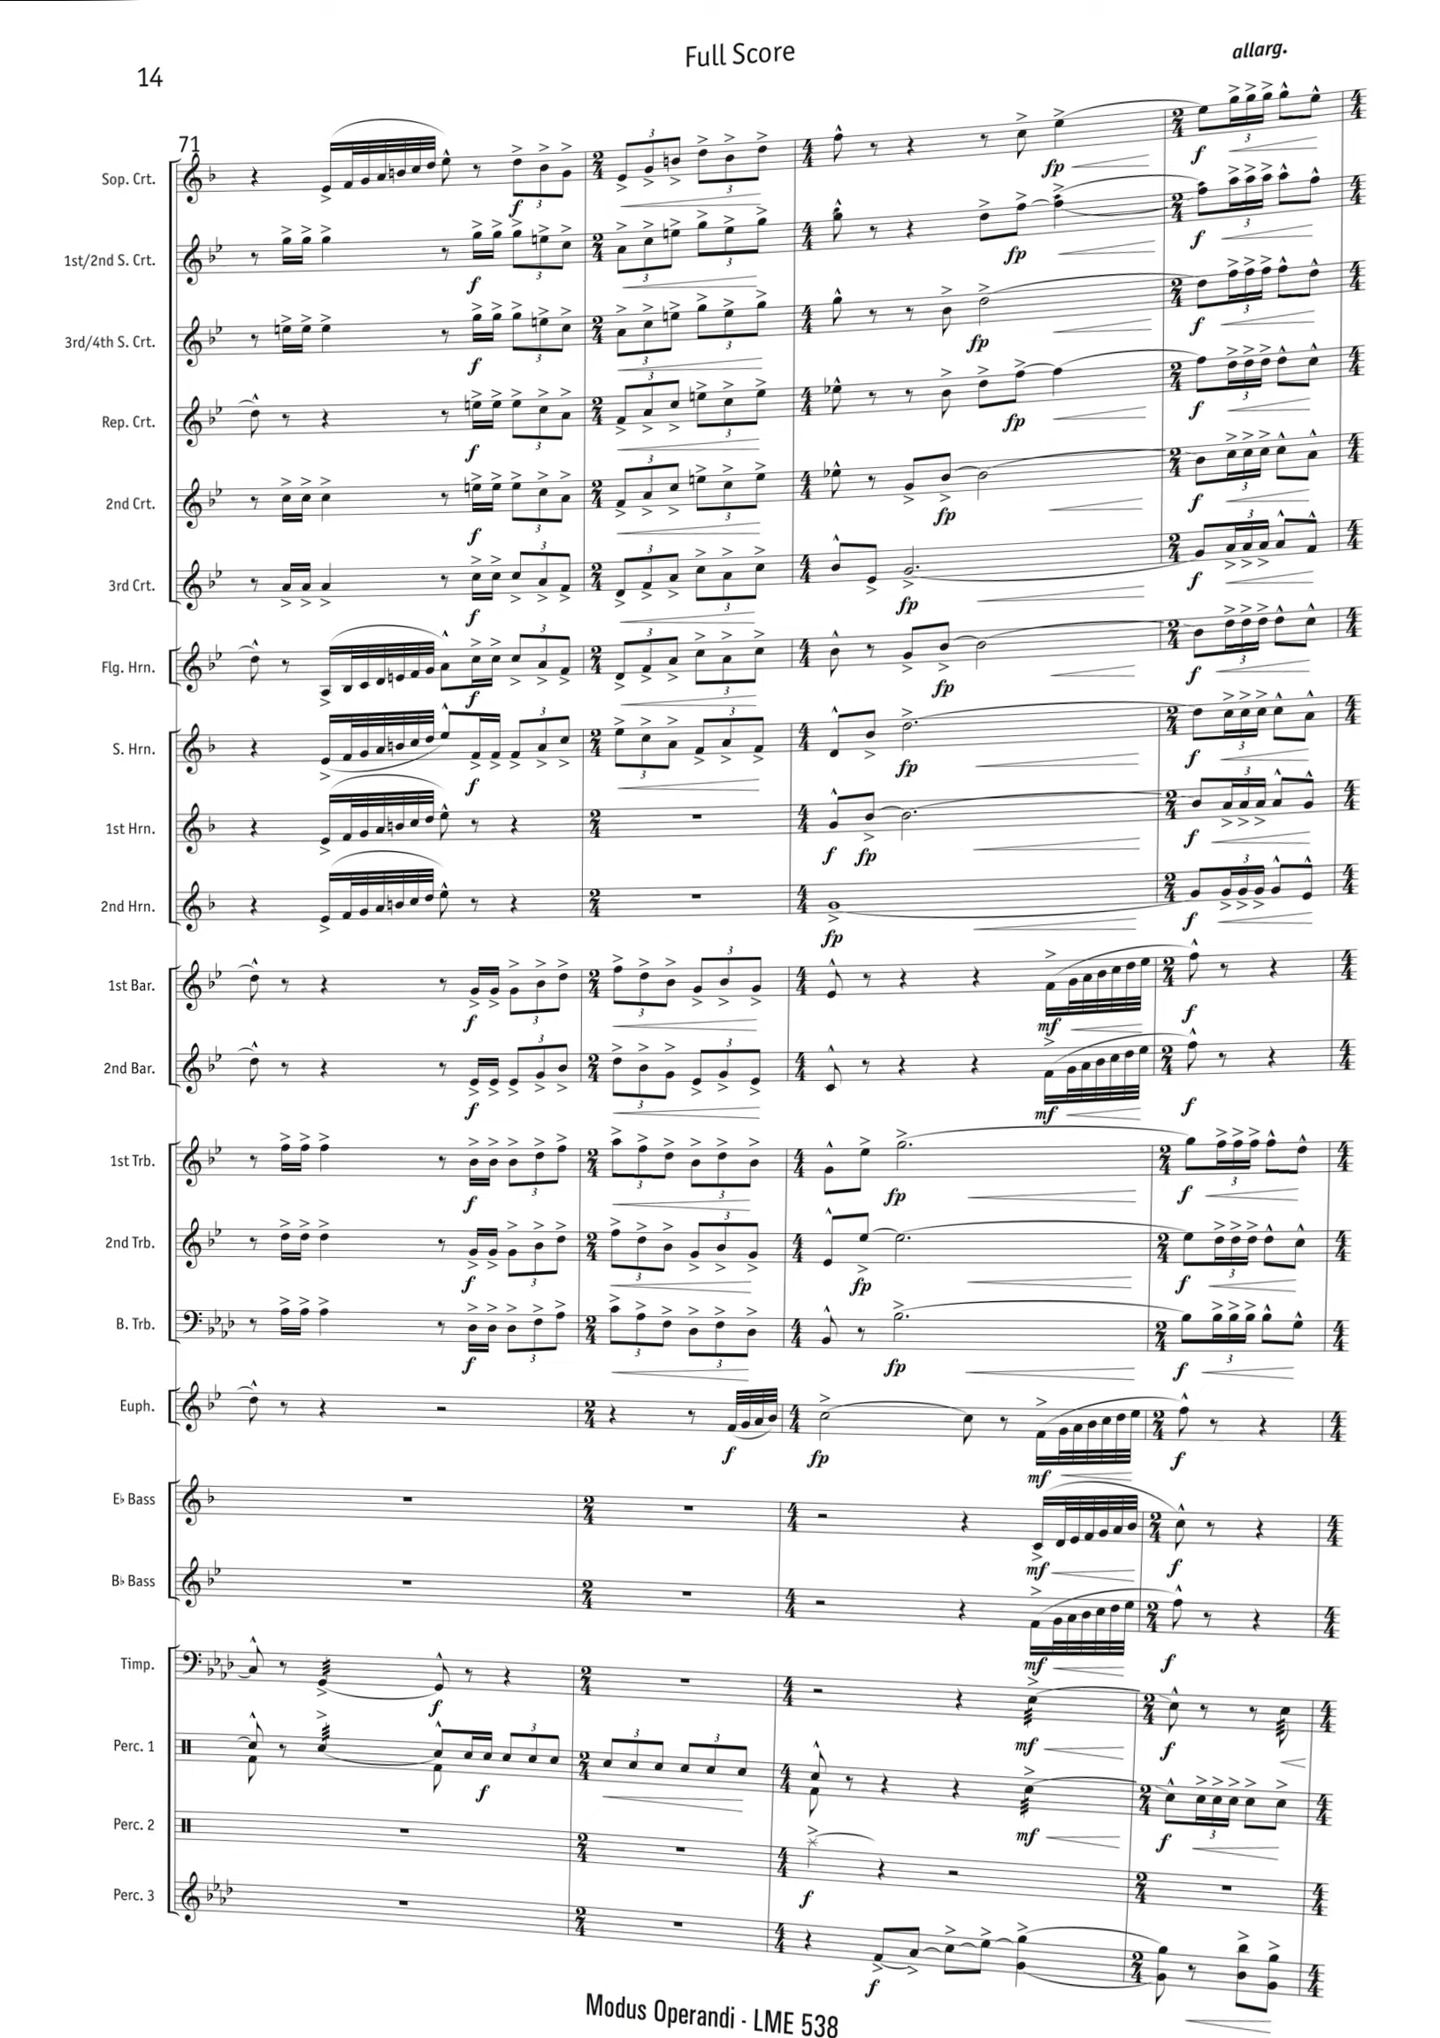 Full Score
allarg.
14
71
Sop. Crt.
1st/2nd S. Crt.
3rd/4th S. Crt.
Rep. Crt.
2nd Crt.
3rd Crt.
Flg. Hrn.
S. Hrn.
1st Hrn.
2nd Hrn.
1st Bar.
2nd Bar.
1st Trb.
2nd Trb.
B. Trb.
Euph.
E♭ Bass
B♭ Bass
Timp.
Perc. 1
Perc. 2
Perc. 3
Modus Operandi - LME 538